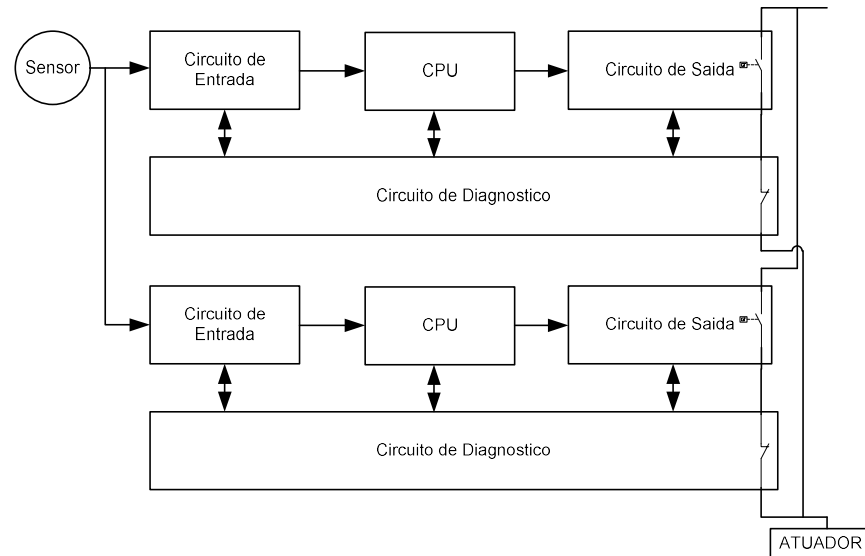 Sensor
Circuito de
Entrada
CPU
Circuito de Saida
Circuito de Diagnostico
Circuito de
Entrada
CPU
Circuito de Saida
Circuito de Diagnostico
ATUADOR